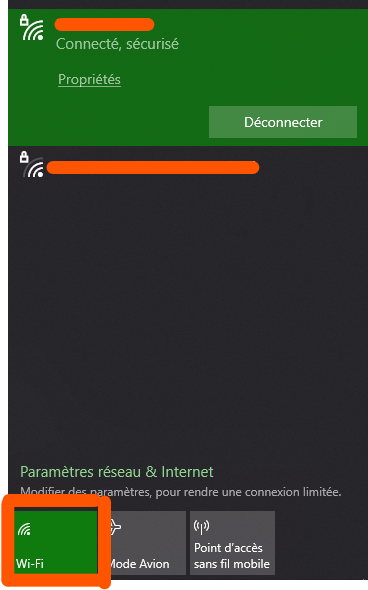 Connecté, sécurisé
Propriétés
Déconnecter
Paramètres réseau & Internet
Modifier des paramètres, pour rendre une connexion limitée.
Wi-Fi
Mode Avion
Point d'accès
sans fil mobile